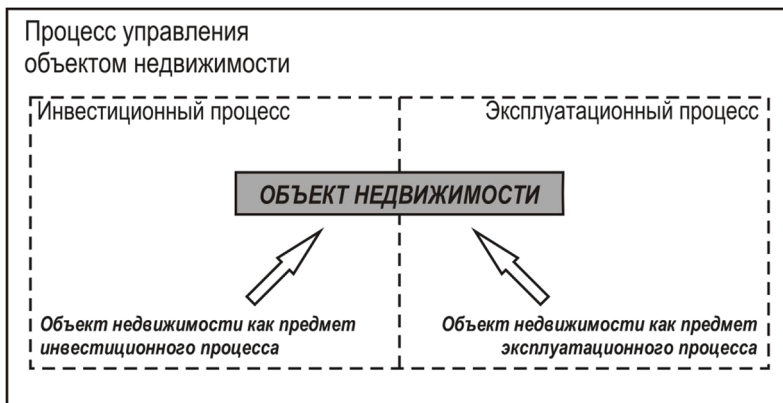 Процесс управления
объектом недвижимости
Инвестиционный процесс
Эксплуатационный процесс
ОБЪЕКТ НЕДВИЖИМОСТИ
Объект недвижимости как предмет
инвестиционного процесса
Объект недвижимости как предмет
эксплуатационного процесса